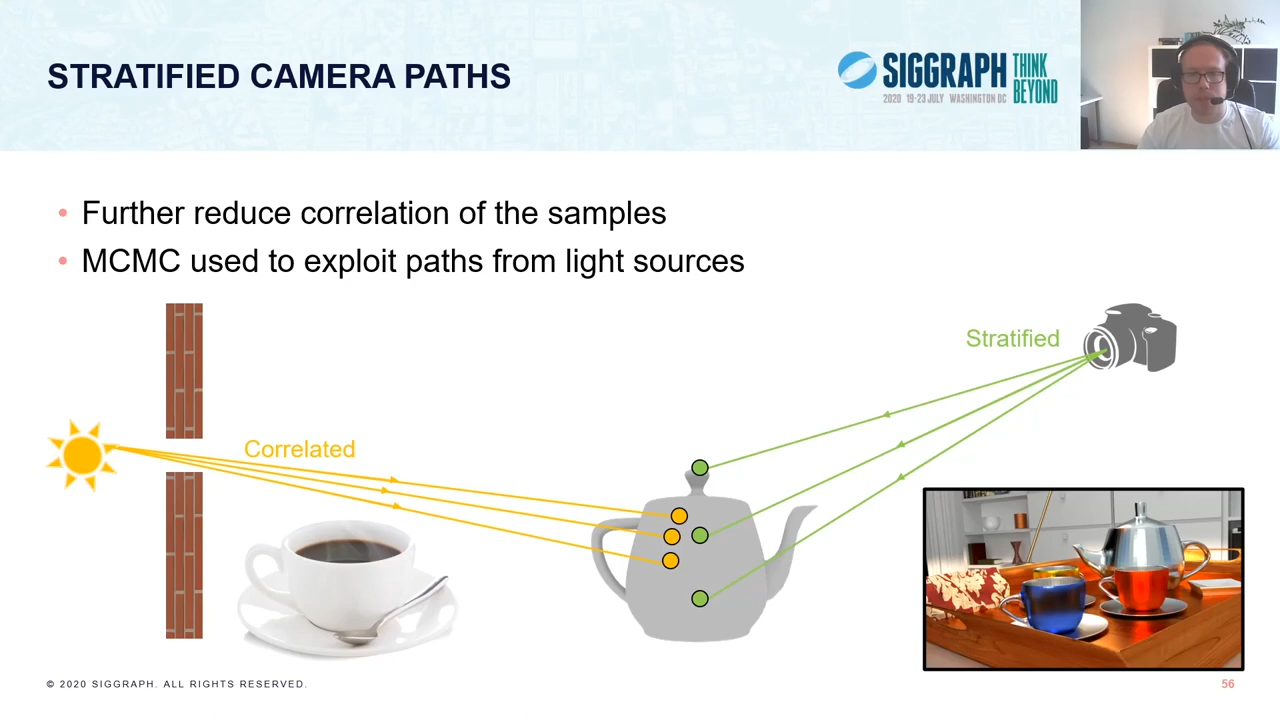 STRATIFIED CAMERA PATHS
SIGGRAPH THINK BEYOND
2020 19-23 JULY WASHINGTON DC
• Further reduce correlation of the samples
• MCMC used to exploit paths from light sources
Stratified
Correlated
© 2020 SIGGRAPH. ALL RIGHTS RESERVED.
56